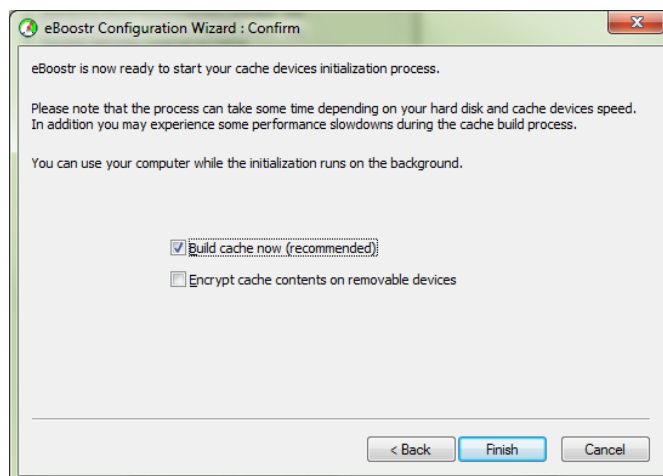 eBoostr Configuration Wizard : Confirm
eBoostr is now ready to start your cache devices initialization process.
Please note that the process can take some time depending on your hard disk and cache devices speed.
In addition you may experience some performance slowdowns during the cache build process.
You can use your computer while the initialization runs on the background.
Build cache now (recommended)
Encrypt cache contents on removable devices
< Back
Finish
Cancel